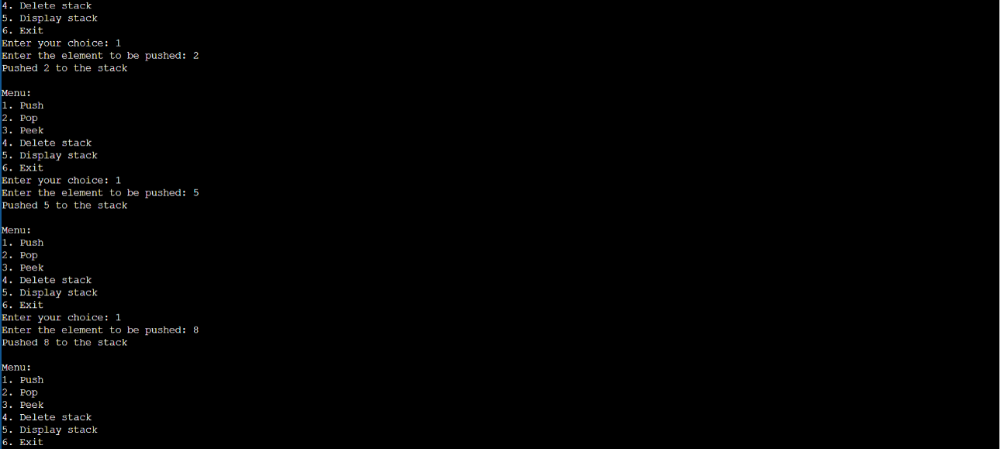 4. Delete stack
5. Display stack
6. Exit
Enter your choice: 1
Enter the element to be pushed: 2
Pushed 2 to the stack
Menu:
1. Push
2. Pop
3. Peek
4. Delete stack
5. Display stack
6. Exit
Enter your choice: 1
Enter the element to be pushed: 5
Pushed 5 to the stack
Menu:
1. Push
2. Pop
3. Peek
4. Delete stack
5. Display stack
6. Exit
Enter your choice: 1
Enter the element to be pushed: 8
Pushed 8 to the stack
Menu:
1. Push
2. Pop
3. Peek
4. Delete stack
5. Display stack
6. Exit